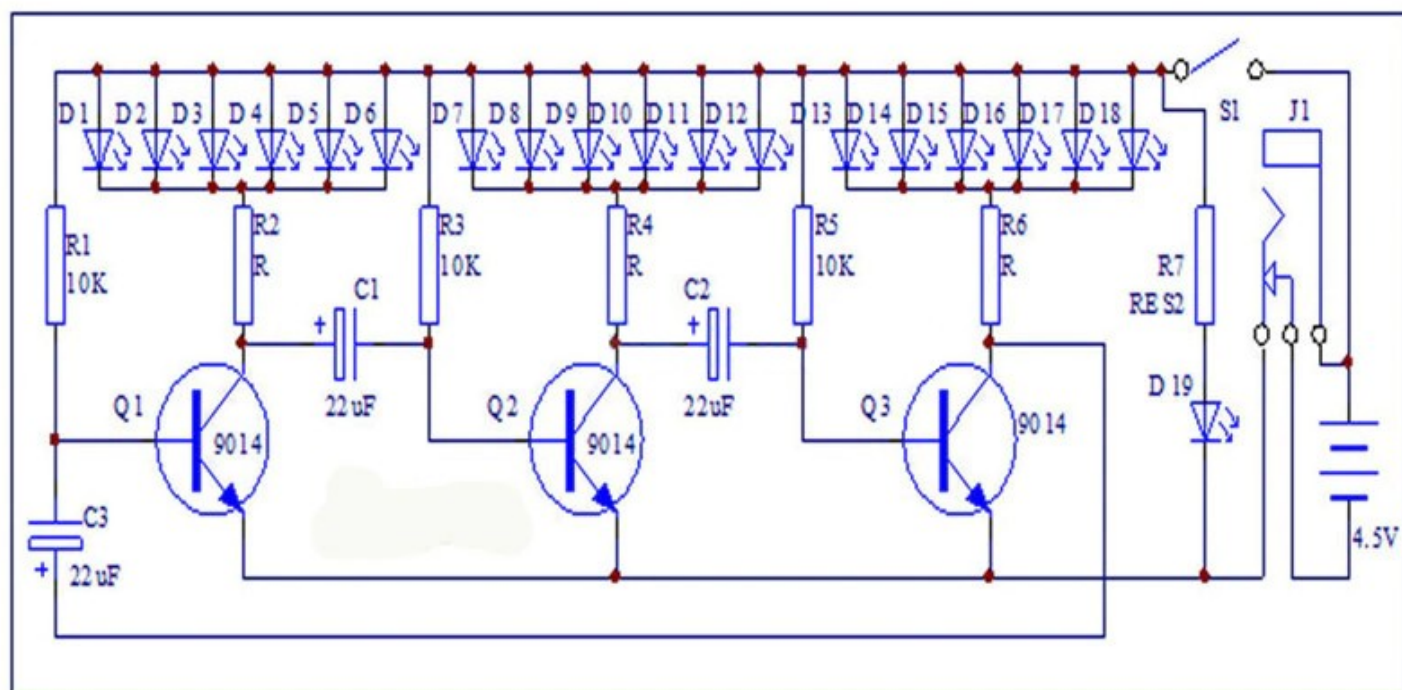 D1 D2 D3 D4 D5 D6 D7 D8 D9 D10 D11 D12 D13 D14 D15 D16 D17 D18 S1 J1
R1 10K
R2 R
R3 10K
R4 R
R5 10K
R6 R
R7 RES2
C1
+
22uF
C2
+
22uF
Q1 9014
Q2 9014
Q3 9014
D19
C3
+ 22uF
4.5V